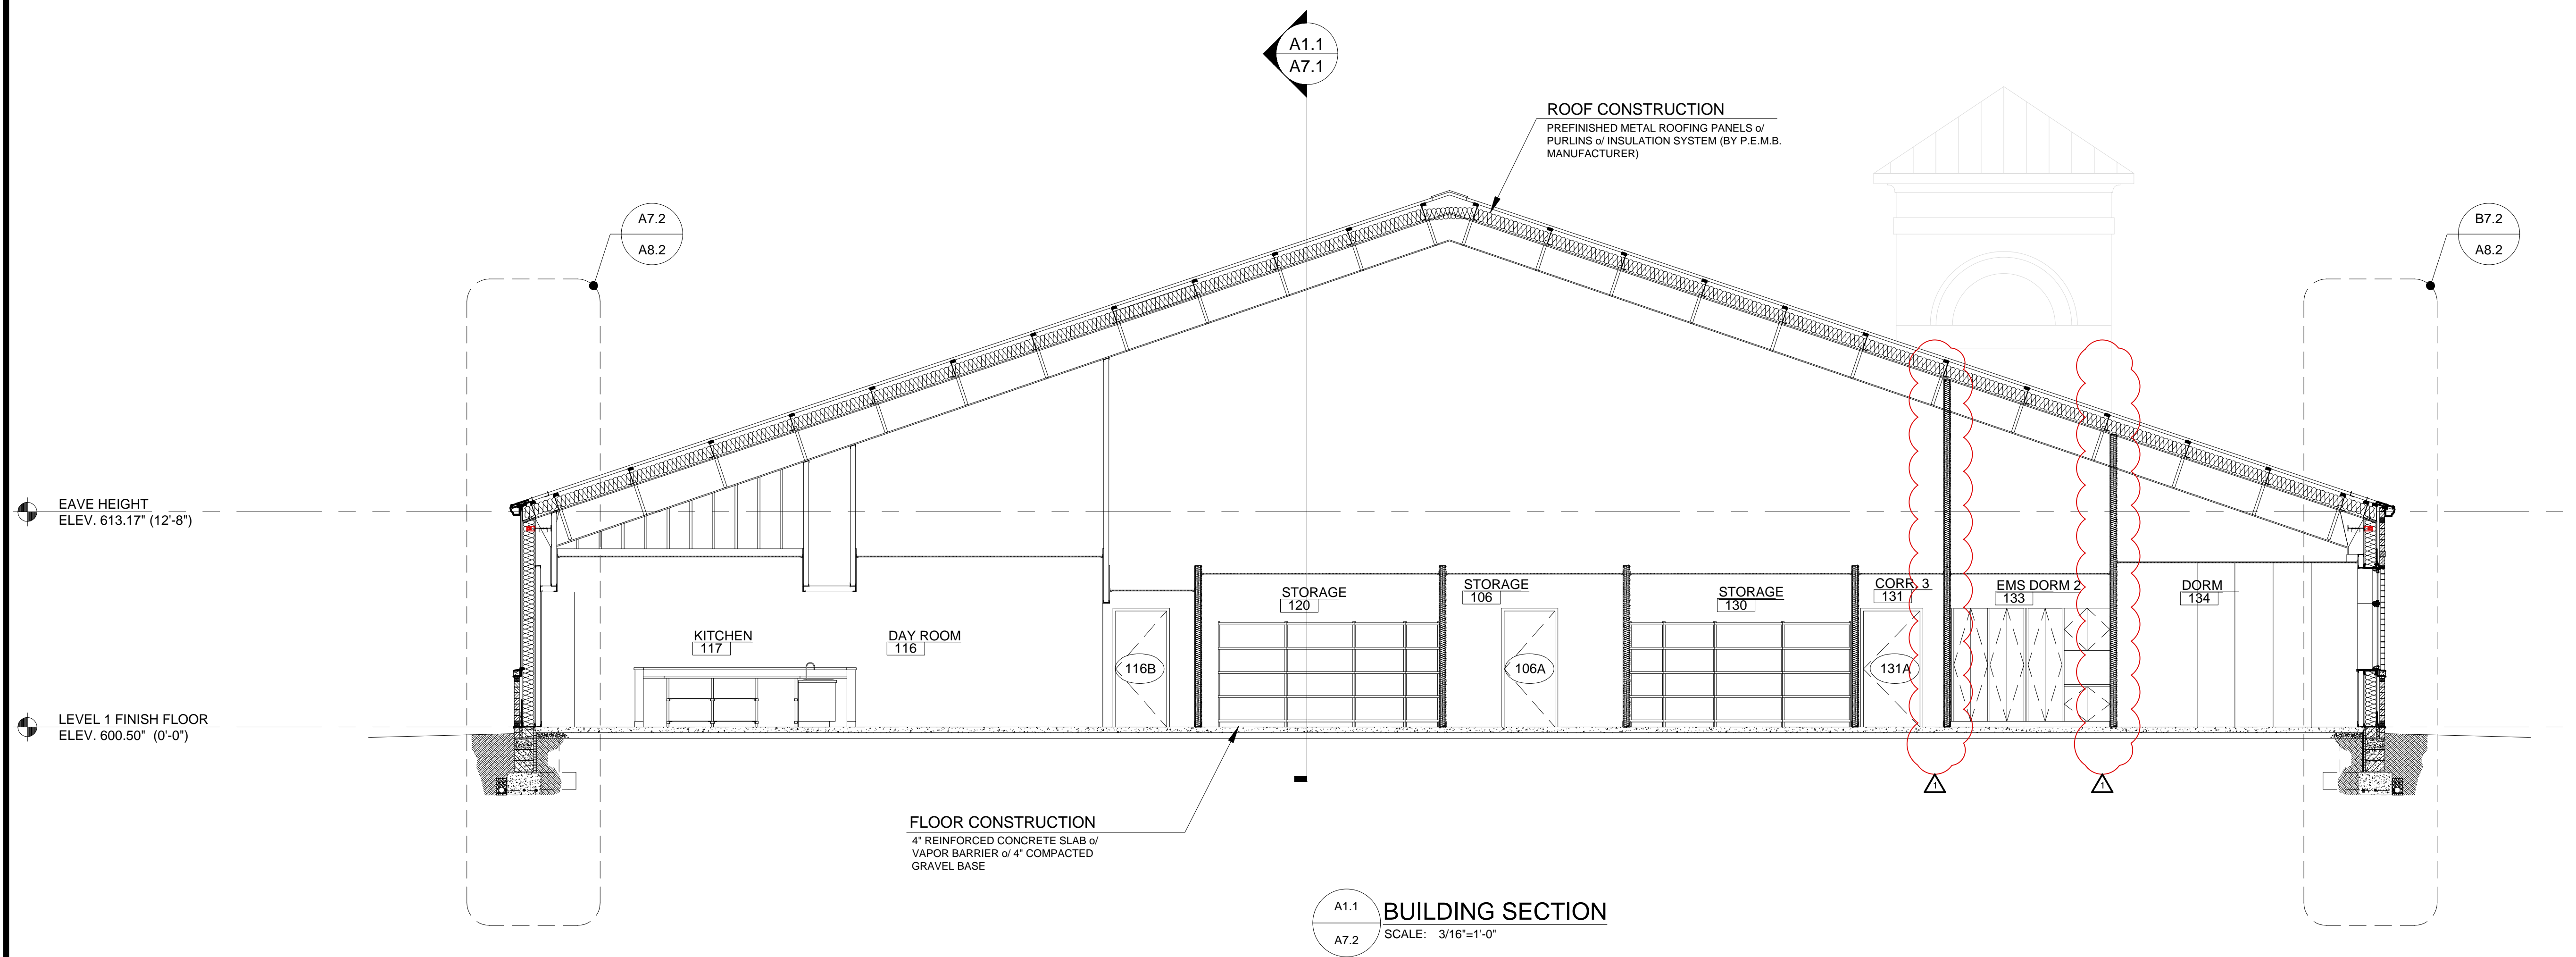 A1.1
A7.1
ROOF CONSTRUCTION
PREFINISHED METAL ROOFING PANELS o/
PURLINS o/ INSULATION SYSTEM (BY P.E.M.B.
MANUFACTURER)
A7.2
A8.2
B7.2
A8.2
EAVE HEIGHT
ELEV. 613.17" (12'-8")
STORAGE
120
STORAGE
106
STORAGE
130
CORR. 3
131
EMS DORM 2
133
DORM
134
KITCHEN
117
DAY ROOM
116
116B
106A
131A
LEVEL 1 FINISH FLOOR
ELEV. 600.50" (0'-0")
1
1
FLOOR CONSTRUCTION
4" REINFORCED CONCRETE SLAB o/
VAPOR BARRIER o/ 4" COMPACTED
GRAVEL BASE
A1.1
A7.2
BUILDING SECTION
SCALE: 3/16"=1'-0"